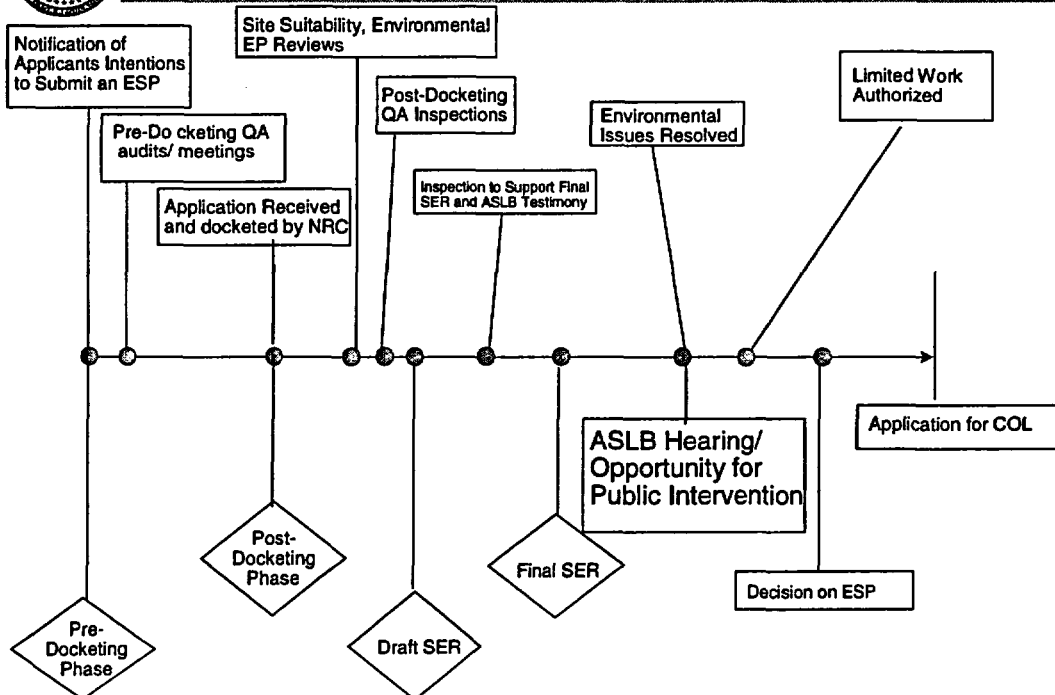 Site Suitability, Environmental
EP Reviews
Notification of
Applicants Intentions
to Submit an ESP
Pre-Do cketing QA
audits/ meetings
Application Received
and docketed by NRC
Post-Docketing
QA Inspections
Inspection to Support Final
SER and ASLB Testimony
Environmental
Issues Resolved
Limited Work
Authorized
Application for COL
ASLB Hearing/
Opportunity for
Public Intervention
Decision on ESP
Final SER
Post-
Docketing
Phase
Draft SER
Pre-
Docketing
Phase